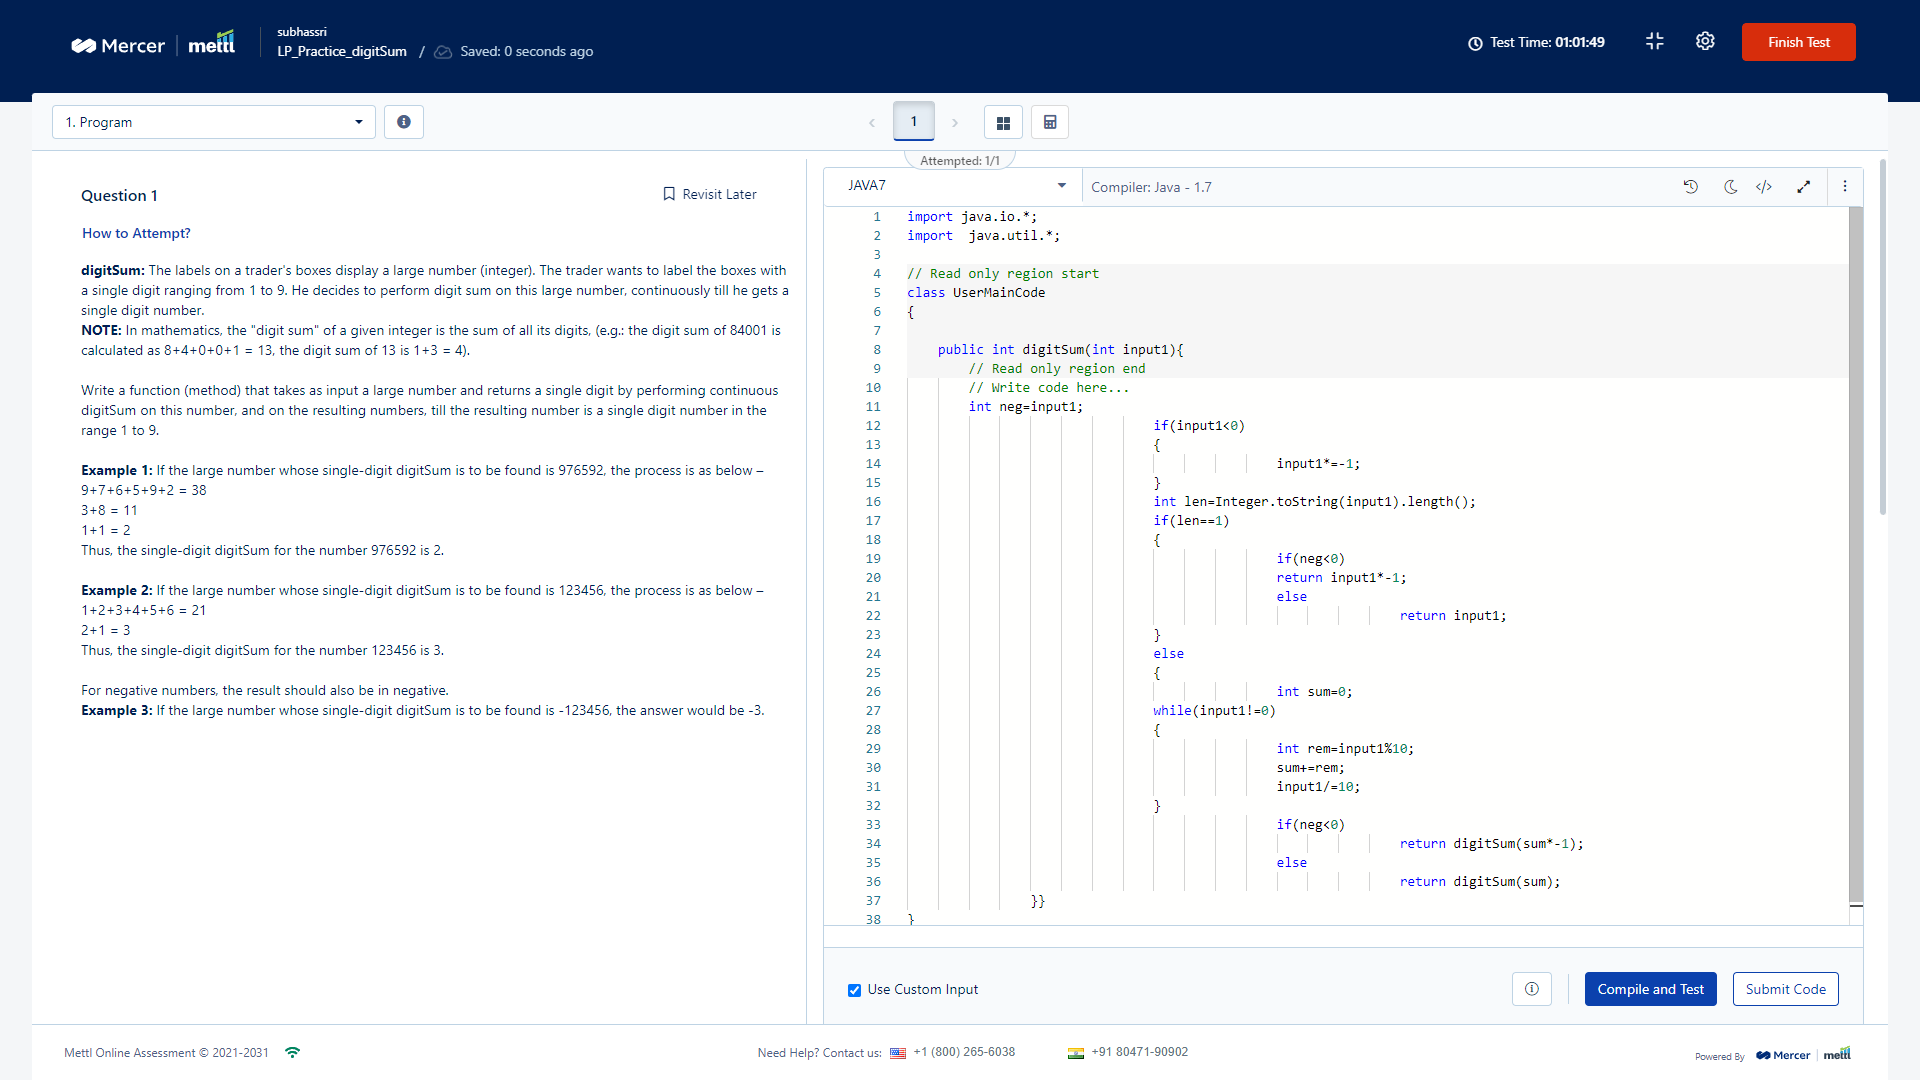 Mercer | mettl
subhassri
LP_Practice_digitSum / Saved: 0 seconds ago
Test Time: 01:01:49
Finish Test
1. Program
1
Attempted: 1/1
Question 1
Revisit Later
How to Attempt?
digitSum: The labels on a trader's boxes display a large number (integer). The trader wants to label the boxes with
a single digit ranging from 1 to 9. He decides to perform digit sum on this large number, continuously till he gets a
single digit number.
NOTE: In mathematics, the "digit sum" of a given integer is the sum of all its digits, (e.g.: the digit sum of 84001 is
calculated as 8+4+0+0+1 = 13, the digit sum of 13 is 1+3 = 4).
Write a function (method) that takes as input a large number and returns a single digit by performing continuous
digitSum on this number, and on the resulting numbers, till the resulting number is a single digit number in the
range 1 to 9.
Example 1: If the large number whose single-digit digitSum is to be found is 976592, the process is as below –
9+7+6+5+9+2 = 38
3+8 = 11
1+1 = 2
Thus, the single-digit digitSum for the number 976592 is 2.
Example 2: If the large number whose single-digit digitSum is to be found is 123456, the process is as below –
1+2+3+4+5+6 = 21
2+1 = 3
Thus, the single-digit digitSum for the number 123456 is 3.
For negative numbers, the result should also be in negative.
Example 3: If the large number whose single-digit digitSum is to be found is -123456, the answer would be -3.
JAVA7
Compiler: Java - 1.7
1 import java.io.*;
2 import  java.util.*;
3
4 // Read only region start
5 class UserMainCode
6 {
7
8 public int digitSum(int input1){
9 // Read only region end
10 // Write code here...
11 int neg=input1;
12 if(input1<0)
13 {
14 input1*=-1;
15 }
16 int len=Integer.toString(input1).length();
17 if(len==1)
18 {
19 if(neg<0)
20 return input1*-1;
21 else
22 return input1;
23 }
24 else
25 {
26 int sum=0;
27 while(input1!=0)
28 {
29 int rem=input1%10;
30 sum+=rem;
31 input1/=10;
32 }
33 if(neg<0)
34 return digitSum(sum*-1);
35 else
36 return digitSum(sum);
37 }}
38 }
Use Custom Input
Compile and Test
Submit Code
Mettl Online Assessment © 2021-2031
Need Help? Contact us: +1 (800) 265-6038
+91 80471-90902
Powered By Mercer | mettl